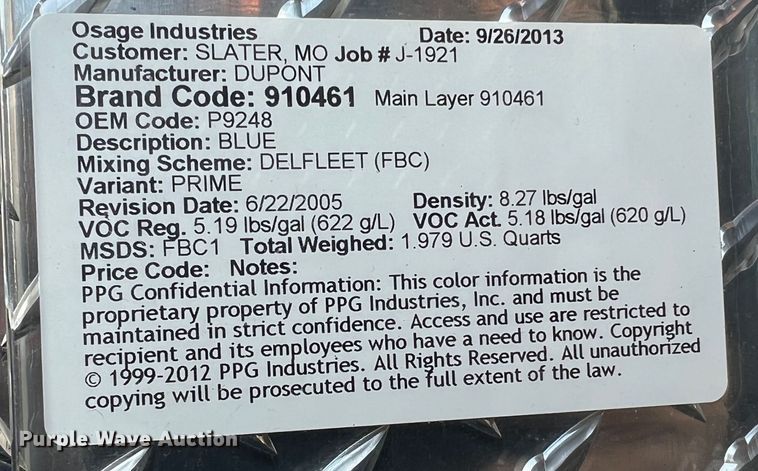 Osage Industries Date: 9/26/2013
Customer: SLATER, MO Job # J-1921
Manufacturer: DUPONT
Brand Code: 910461 Main Layer 910461
OEM Code: P9248
Description: BLUE
Mixing Scheme: DELFLEET (FBC)
Variant: PRIME
Revision Date: 6/22/2005 Density: 8.27 lbs/gal
VOC Reg. 5.19 lbs/gal (622 g/L) VOC Act. 5.18 lbs/gal (620 g/L)
MSDS: FBC1 Total Weighed: 1.979 U.S. Quarts
Price Code: Notes:
PPG Confidential Information: This color information is the
proprietary property of PPG Industries, Inc. and must be
maintained in strict confidence. Access and use are restricted to
recipient and its employees who have a need to know. Copyright
© 1999-2012 PPG Industries. All Rights Reserved. All unauthorized
copying will be prosecuted to the full extent of the law.
Purple Wave Auction